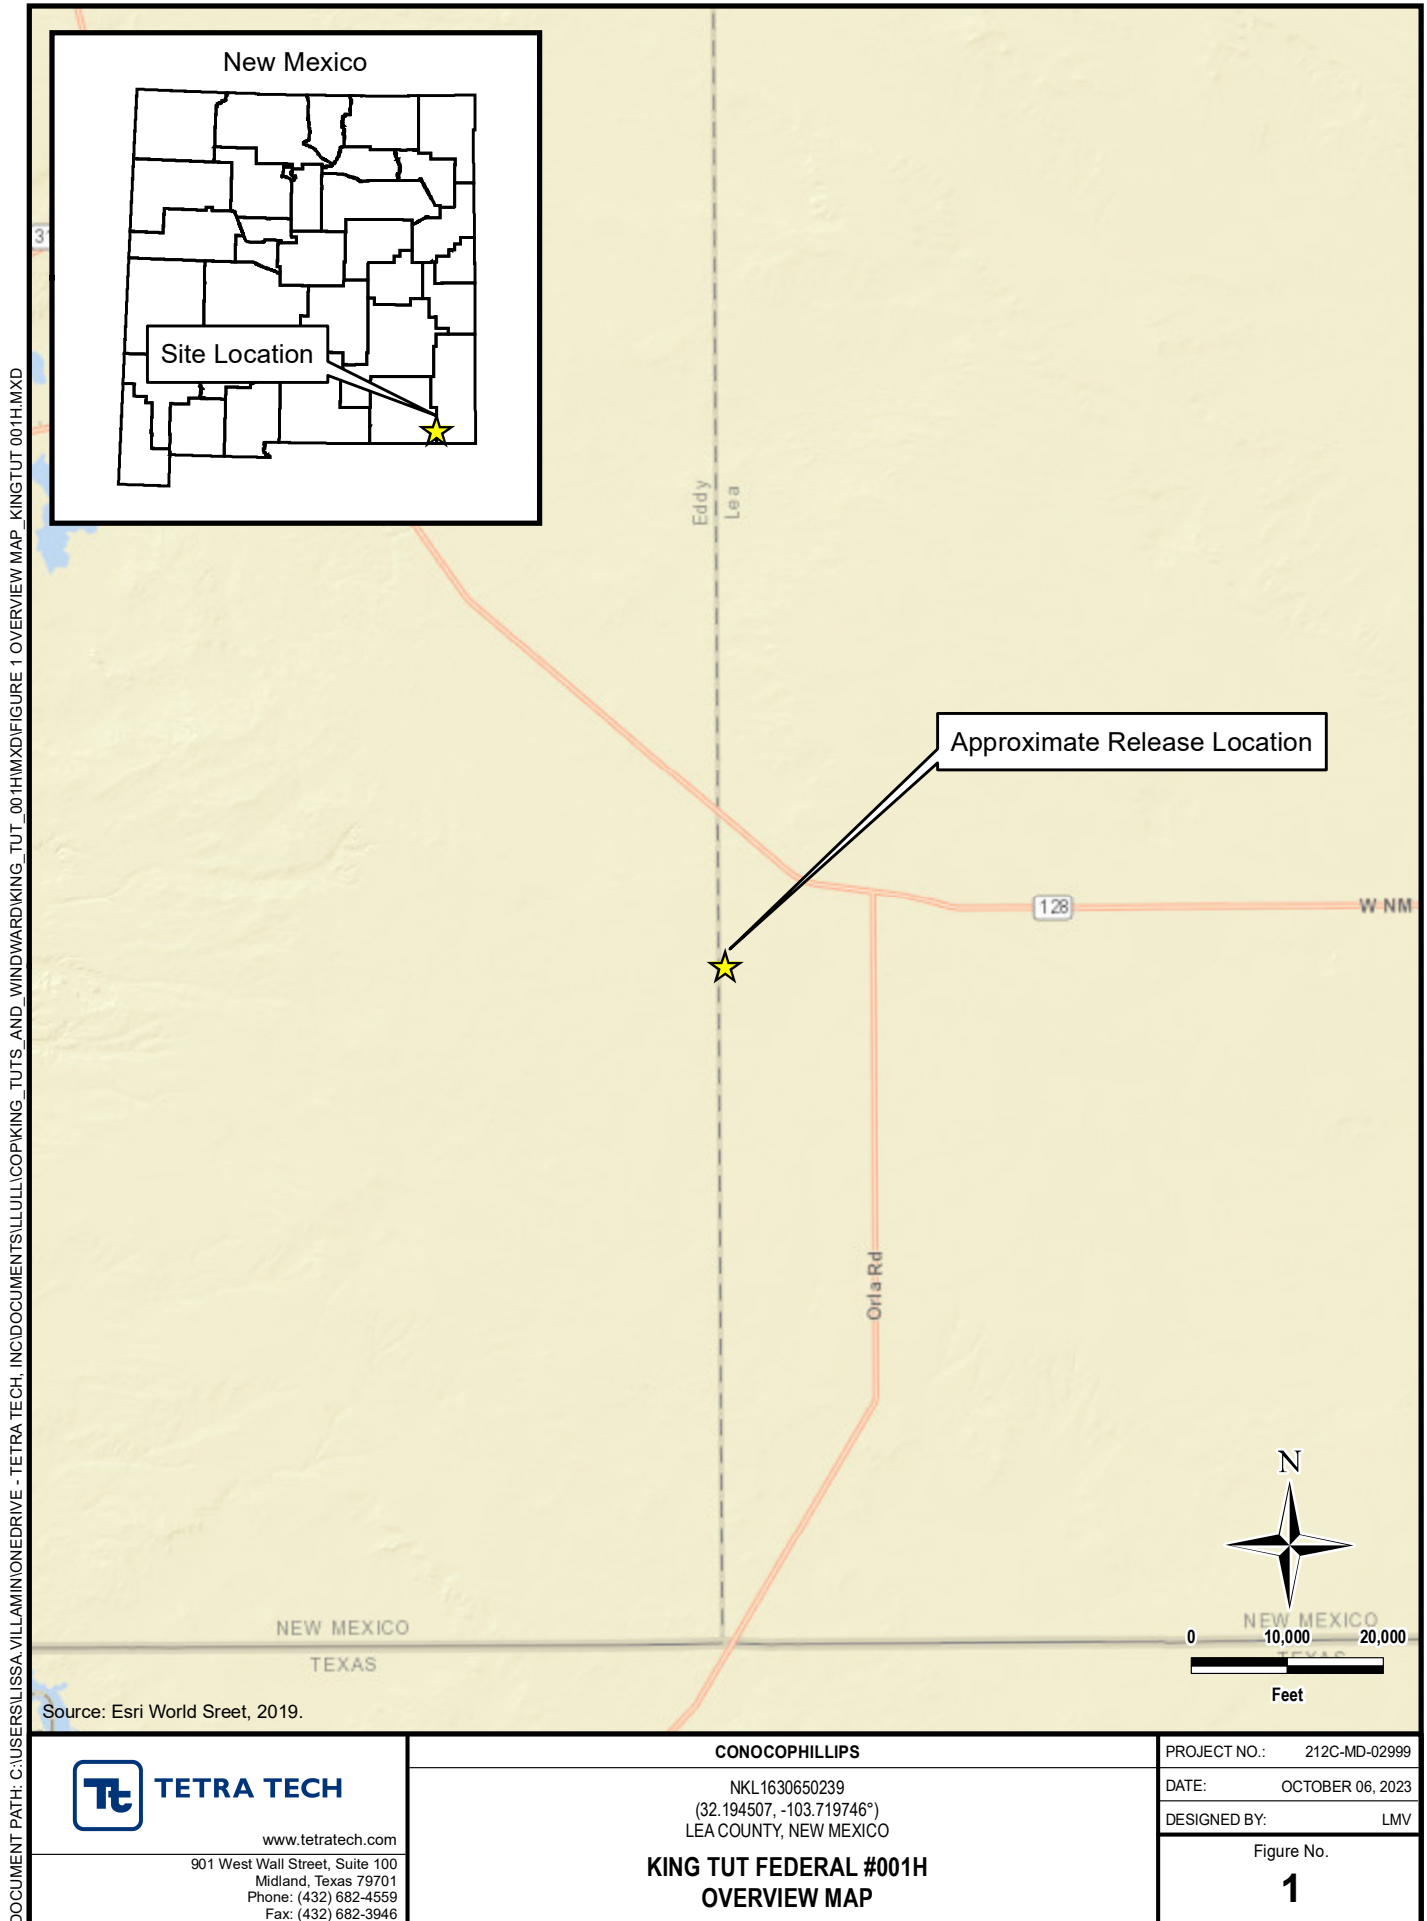 New Mexico
Site Location
31
Eddy
Lea
Approximate Release Location
128
W NM
Orla Rd
N
NEW MEXICO
TEXAS
NEW MEXICO
TEXAS
0 10,000 20,000
Feet
Source: Esri World Sreet, 2019.
DOCUMENT PATH: C:\USERS\LISSA.VILLAMIN\ONEDRIVE - TETRA TECH, INC\DOCUMENTS\LLULL\COP\KING_TUTS_AND_WINDWARD\KING_TUT_001H\MXD\FIGURE 1 OVERVIEW MAP_KINGTUT 001H.MXD
Tt TETRA TECH
www.tetratech.com
901 West Wall Street, Suite 100
Midland, Texas 79701
Phone: (432) 682-4559
Fax: (432) 682-3946
CONOCOPHILLIPS
NKL1630650239
(32.194507, -103.719746°)
LEA COUNTY, NEW MEXICO
KING TUT FEDERAL #001H
OVERVIEW MAP
PROJECT NO.: 212C-MD-02999
DATE: OCTOBER 06, 2023
DESIGNED BY: LMV
Figure No.
1